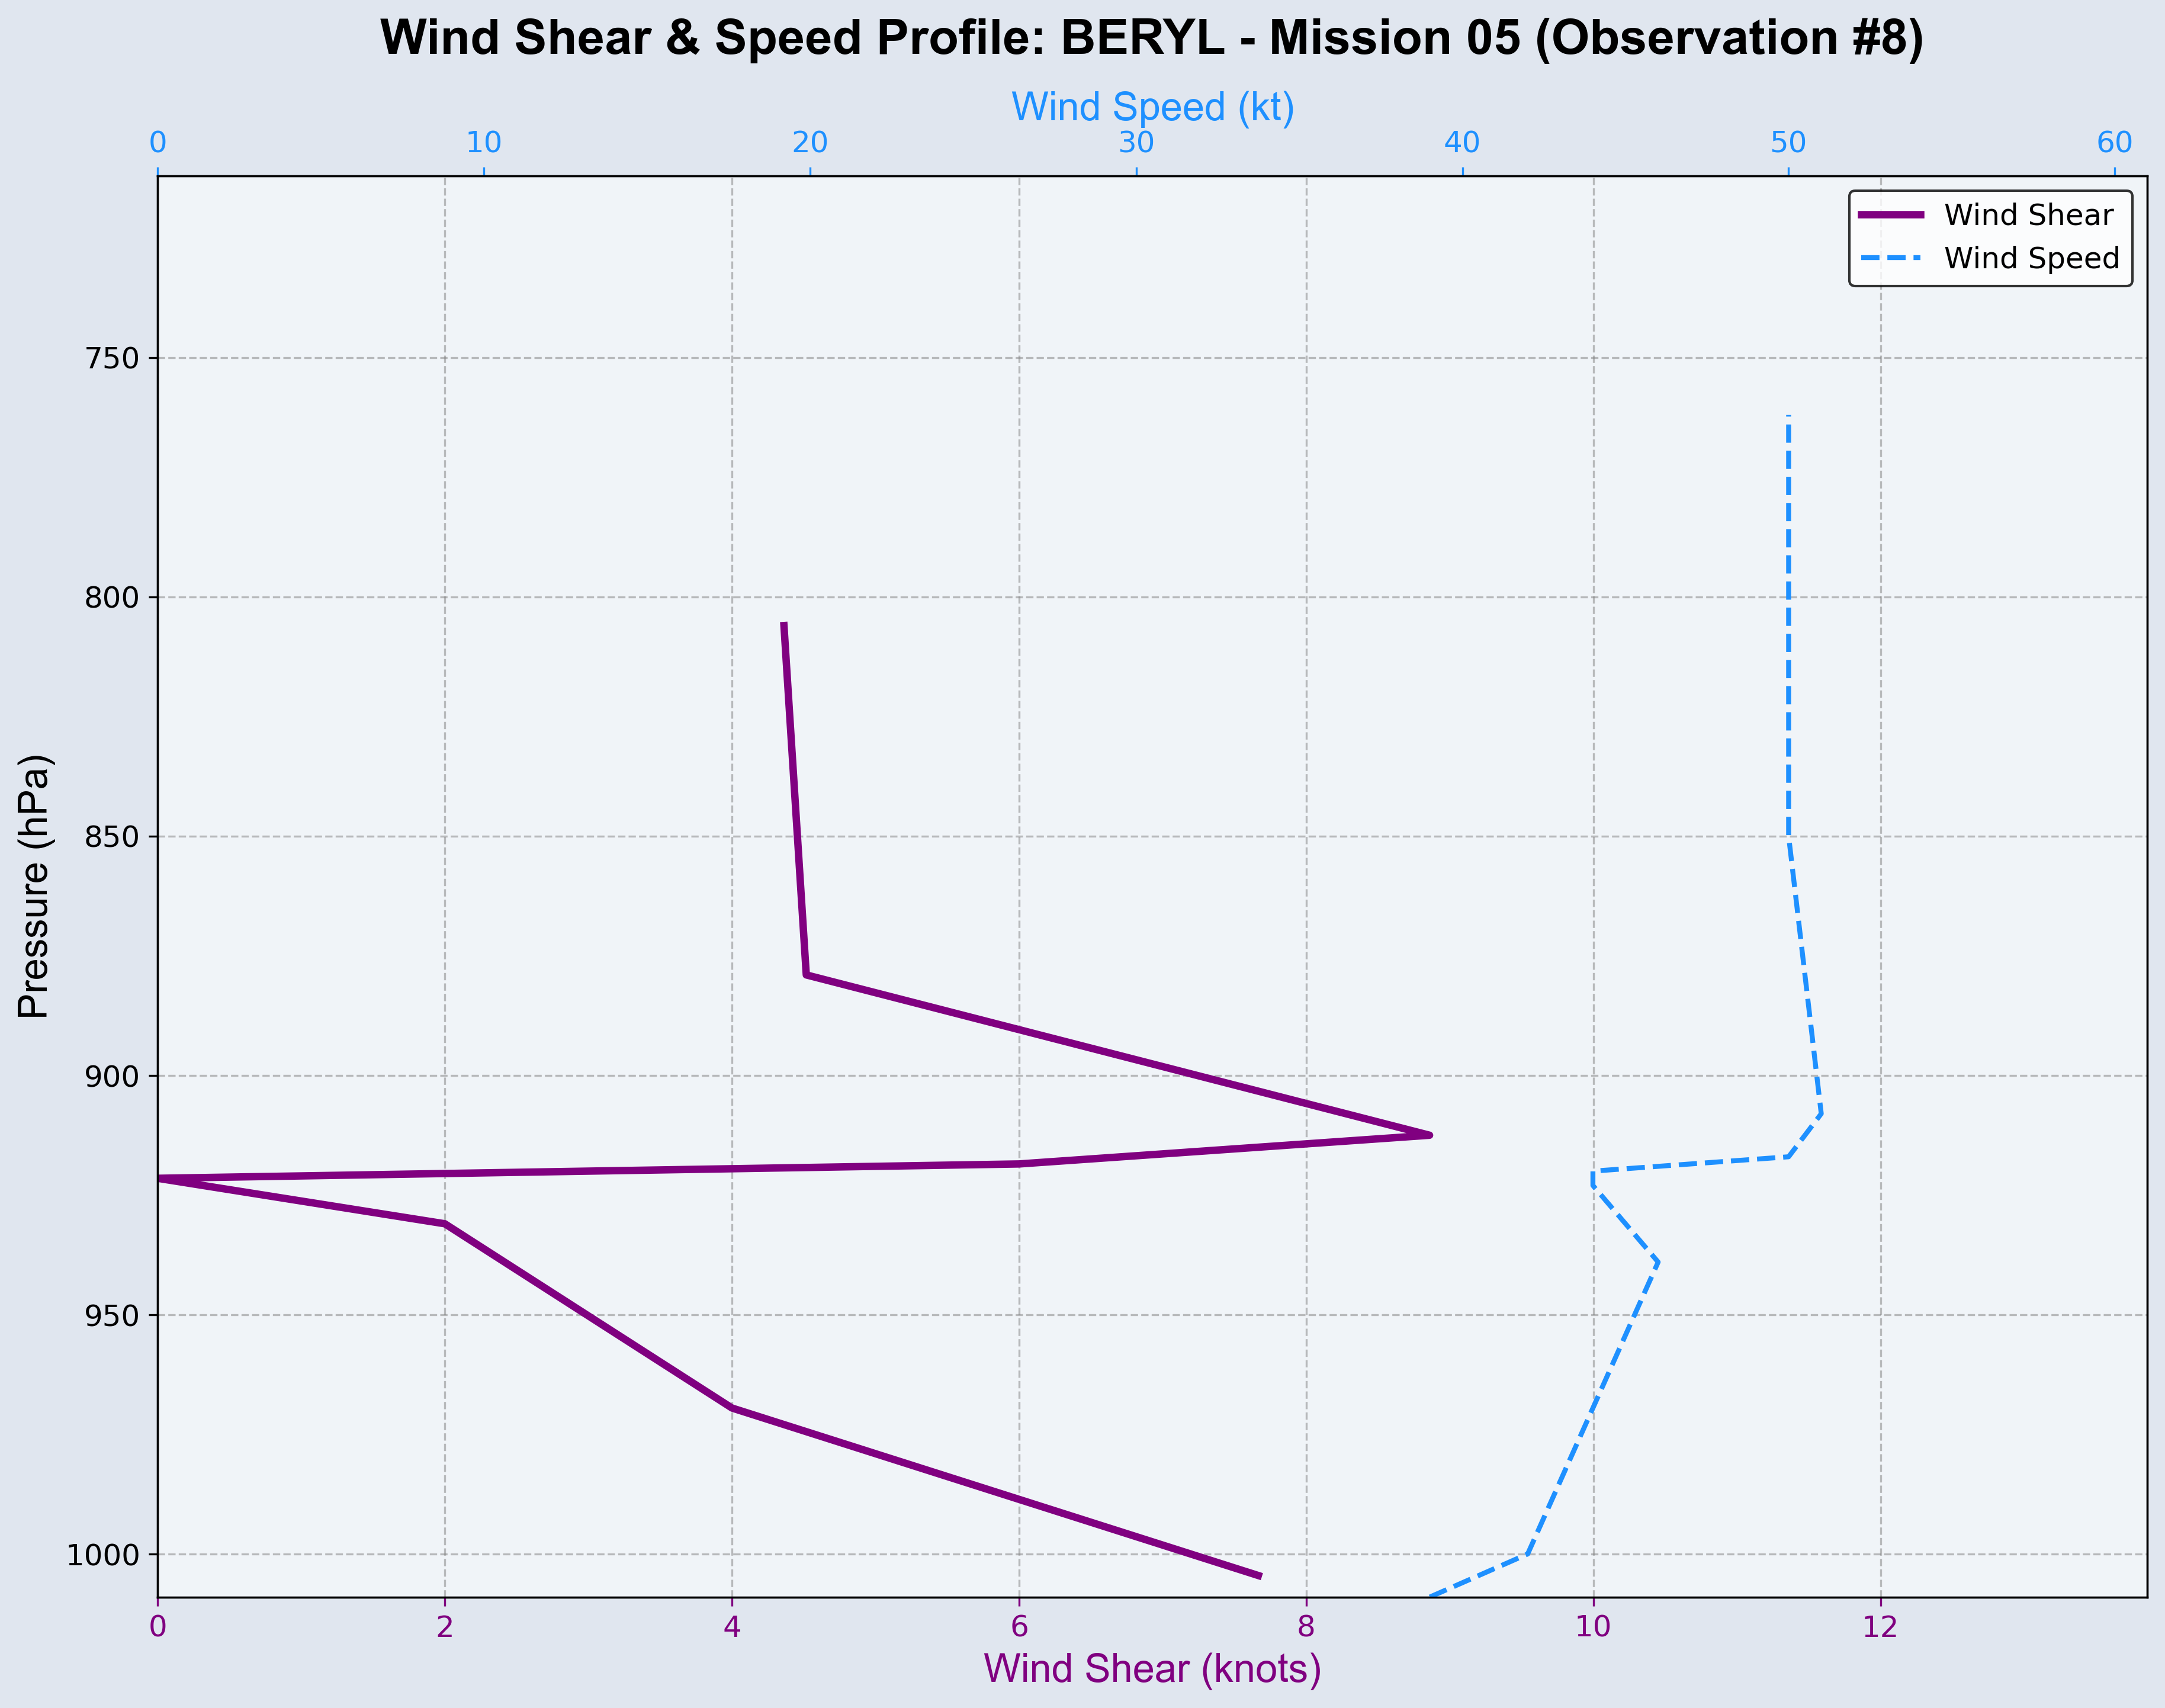 Wind Shear & Speed Profile: BERYL - Mission 05 (Observation #8)
Wind Speed (kt)
0 10 20 30 40 50 60
Wind Shear
Wind Speed
Pressure (hPa)
750
800
850
900
950
1000
0 2 4 6 8 10 12
Wind Shear (knots)